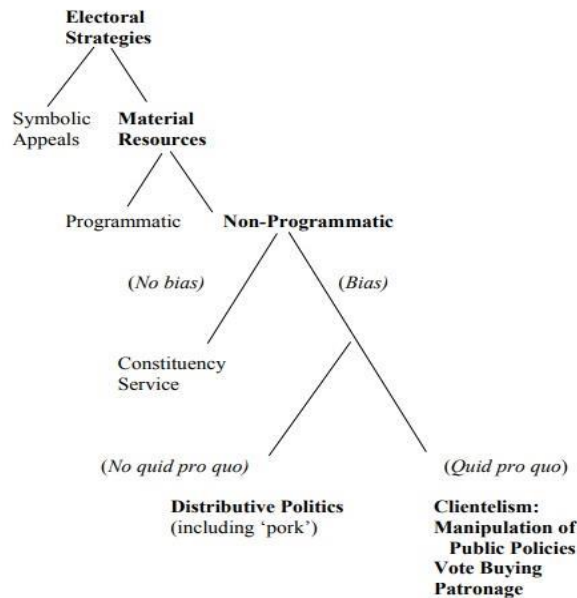 Electoral
Strategies
Symbolic
Appeals
Material
Resources
Programmatic
Non-Programmatic
(No bias)
(Bias)
Constituency
Service
(No quid pro quo)
(Quid pro quo)
Distributive Politics
(including ‘pork’)
Clientelism:
Manipulation of
Public Policies
Vote Buying
Patronage